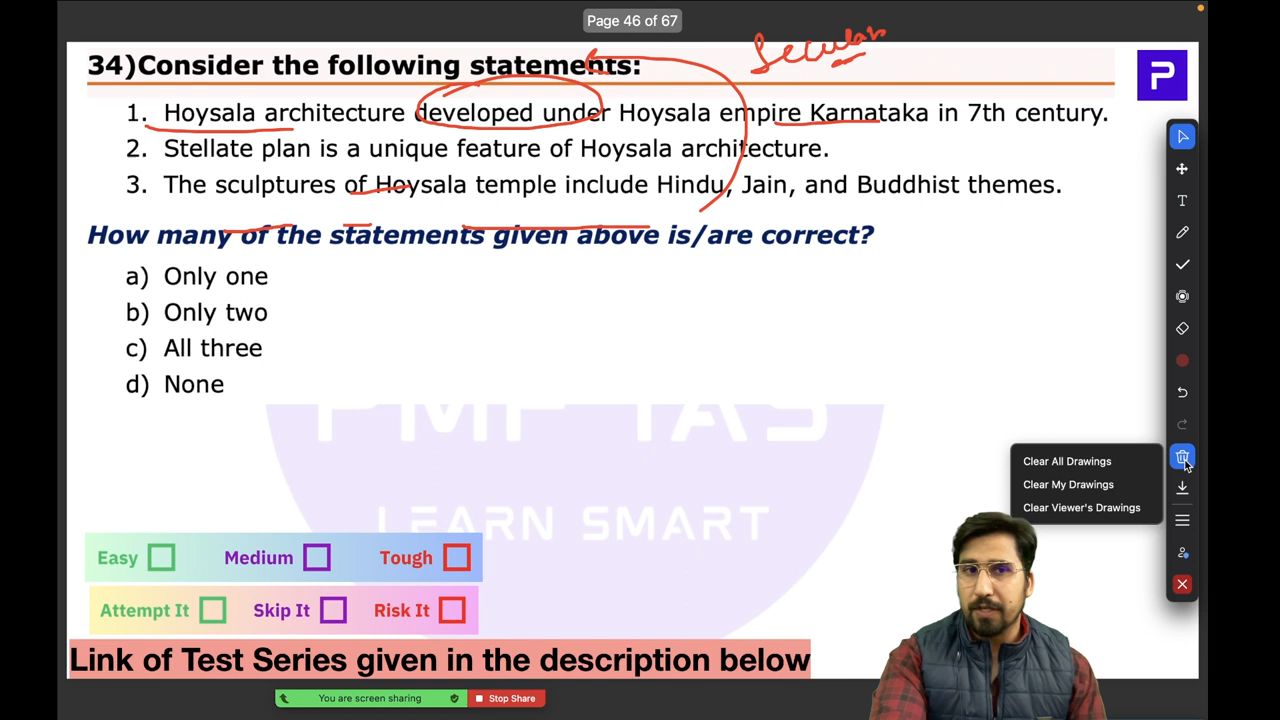 Page 46 of 67
Secular
34)Consider the following statements:
P
1. Hoysala architecture developed under Hoysala empire Karnataka in 7th century.
2. Stellate plan is a unique feature of Hoysala architecture.
3. The sculptures of Hoysala temple include Hindu, Jain, and Buddhist themes.
How many of the statements given above is/are correct?
a) Only one
b) Only two
c) All three
d) None
PMF IAS
LEARN SMART
Clear All Drawings
Clear My Drawings
Clear Viewer's Drawings
Easy Medium Tough
Attempt It Skip It Risk It
Link of Test Series given in the description below
You are screen sharing Stop Share